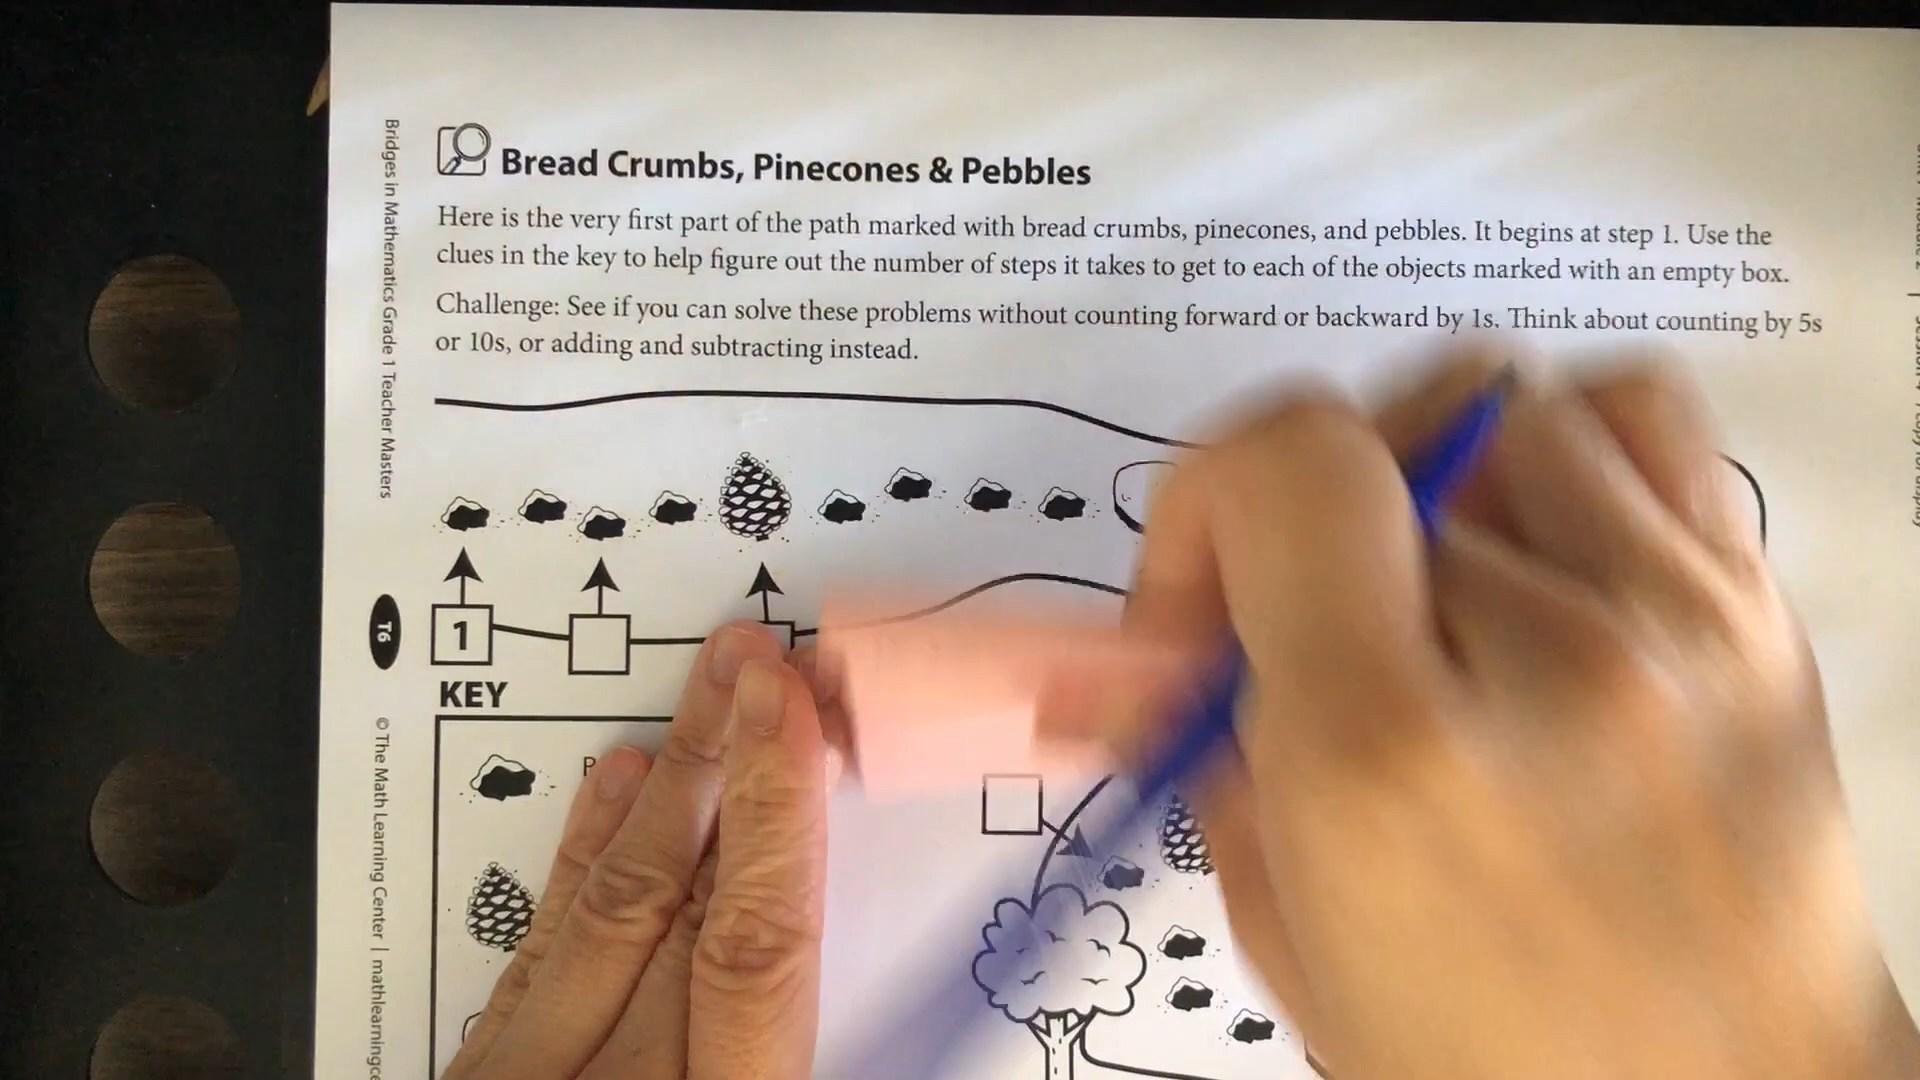 Bread Crumbs, Pinecones & Pebbles
Here is the very first part of the path marked with bread crumbs, pinecones, and pebbles. It begins at step 1. Use the
clues in the key to help figure out the number of steps it takes to get to each of the objects marked with an empty box.
Challenge: See if you can solve these problems without counting forward or backward by 1s. Think about counting by 5s
or 10s, or adding and subtracting instead.
1
KEY
P
Bridges in Mathematics Grade 1 Teacher Masters
T6
© The Math Learning Center | mathlearningce